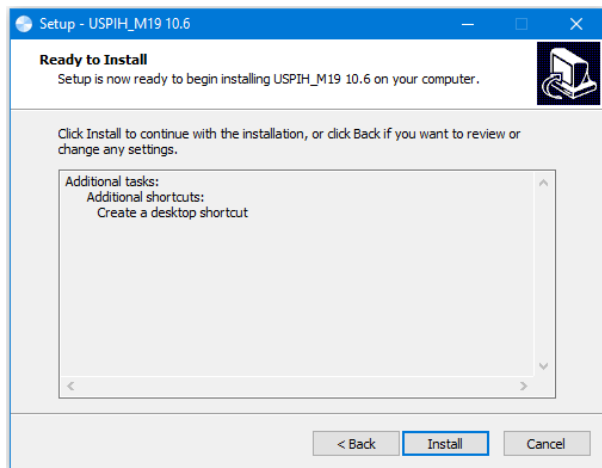 Setup - USPIH_M19 10.6
Ready to Install
Setup is now ready to begin installing USPIH_M19 10.6 on your computer.
Click Install to continue with the installation, or click Back if you want to review or
change any settings.
Additional tasks:
Additional shortcuts:
Create a desktop shortcut
< Back
Install
Cancel